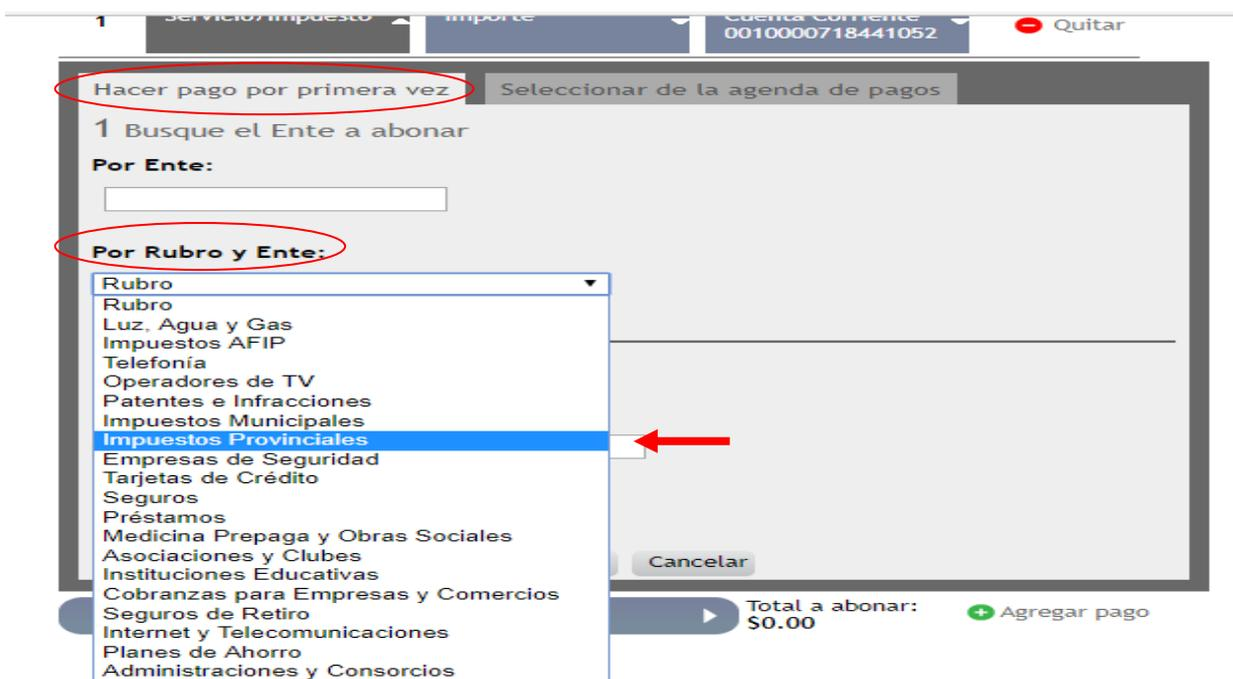 1 Servicio/Impuesto Importe Cuenta Corriente
0010000718441052 Quitar
Hacer pago por primera vez Seleccionar de la agenda de pagos
1 Busque el Ente a abonar
Por Ente:
Por Rubro y Ente:
Rubro
Rubro
Luz, Agua y Gas
Impuestos AFIP
Telefonía
Operadores de TV
Patentes e Infracciones
Impuestos Municipales
Impuestos Provinciales
Empresas de Seguridad
Tarjetas de Crédito
Seguros
Préstamos
Medicina Prepaga y Obras Sociales
Asociaciones y Clubes
Instituciones Educativas
Cancelar
Cobranzas para Empresas y Comercios
Seguros de Retiro
Internet y Telecomunicaciones
Planes de Ahorro
Administraciones y Consorcios
Total a abonar:
$0.00
Agregar pago